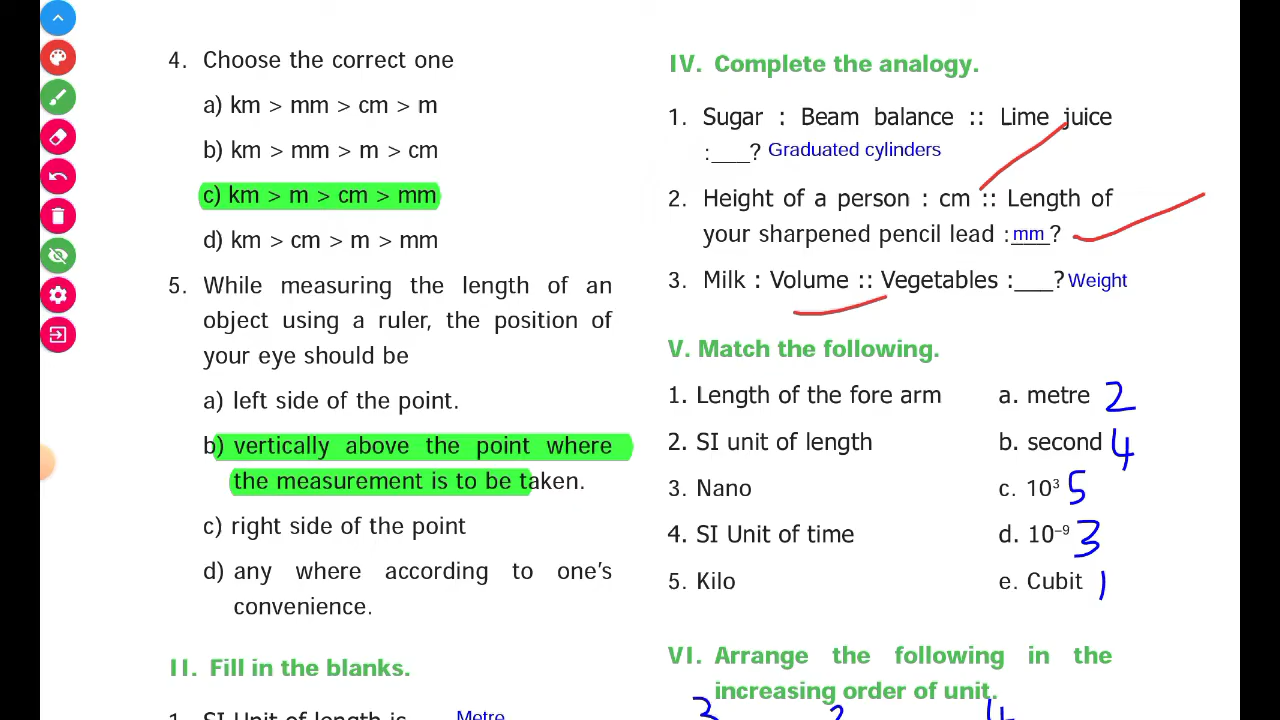 4. Choose the correct one
a) km > mm > cm > m
b) km > mm > m > cm
c) km > m > cm > mm
d) km > cm > m > mm
5. While measuring the length of an
object using a ruler, the position of
your eye should be
a) left side of the point.
b) vertically above the point where
the measurement is to be taken.
c) right side of the point
d) any where according to one's
convenience.
II. Fill in the blanks.
1. SI Unit of length is Metre
IV. Complete the analogy.
1. Sugar : Beam balance :: Lime juice
:___? Graduated cylinders
2. Height of a person : cm :: Length of
your sharpened pencil lead :mm?
3. Milk : Volume :: Vegetables :___? Weight
V. Match the following.
1. Length of the fore arm a. metre 2
2. SI unit of length b. second 4
3. Nano c. 10³ 5
4. SI Unit of time d. 10⁻⁹ 3
5. Kilo e. Cubit 1
VI. Arrange the following in the
increasing order of unit.